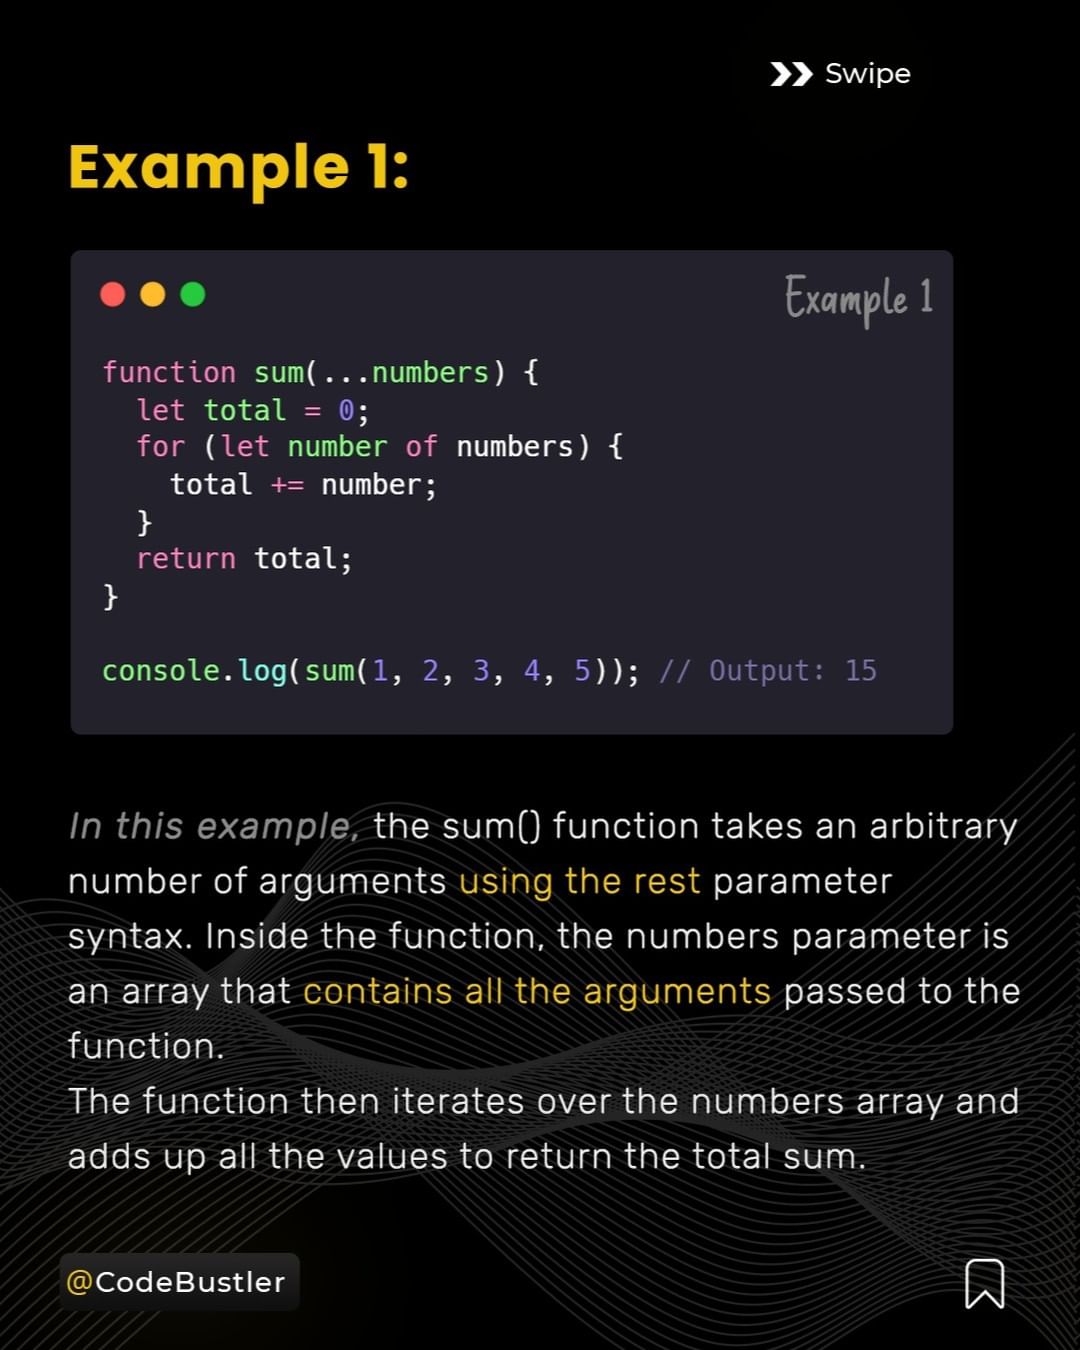 Swipe
Example 1:
Example 1
function sum(...numbers) {
  let total = 0;
  for (let number of numbers) {
    total += number;
  }
  return total;
}

console.log(sum(1, 2, 3, 4, 5)); // Output: 15
In this example, the sum() function takes an arbitrary
number of arguments using the rest parameter
syntax. Inside the function, the numbers parameter is
an array that contains all the arguments passed to the
function.
The function then iterates over the numbers array and
adds up all the values to return the total sum.
@CodeBustler